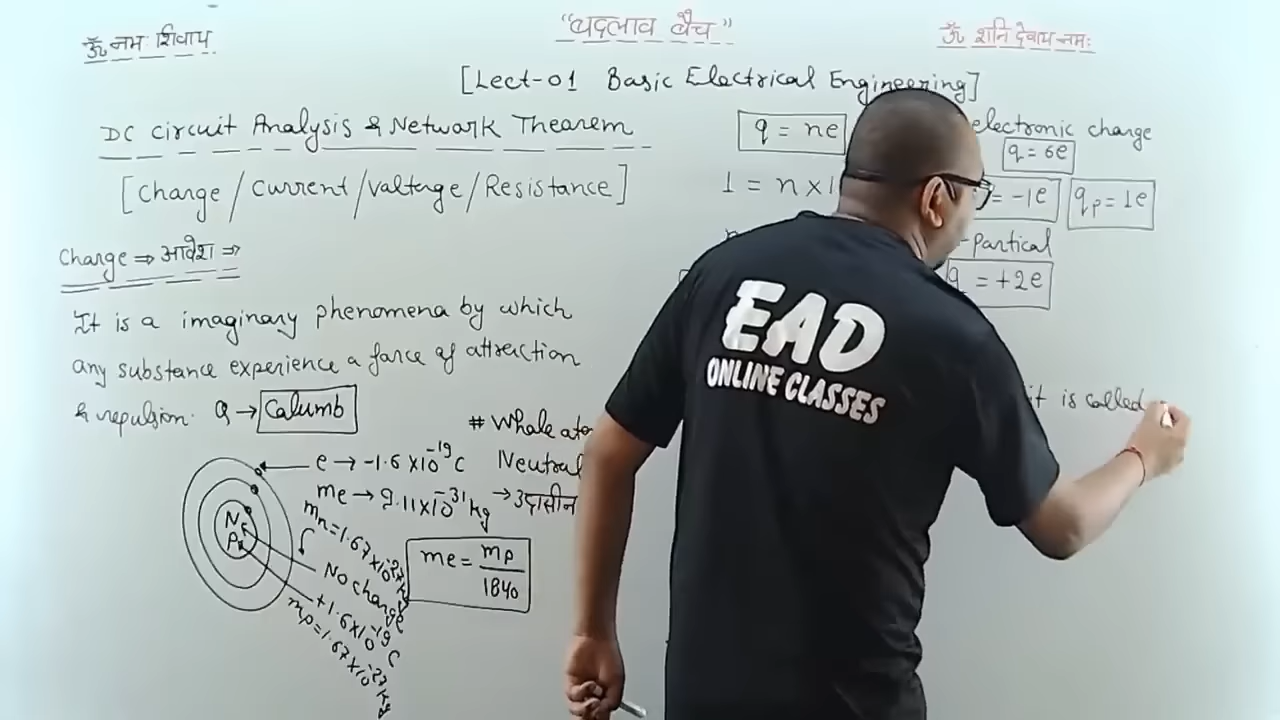 ॐ नमः शिवाय
"बदलाव बैच"
ॐ शनि देवाय नमः
[Lect-01 Basic Electrical Engineering]
DC Circuit Analysis & Network Theorem
[Charge/Current/Valtage/Resistance]
Charge ⇒ आवेश ⇒
It is a imaginary phenomena by which
any substance experience a farce of attraction
& repulsion. Q → Calumb
e → -1.6×10⁻¹⁹ C
me → 9.11×10⁻³¹ kg
mn = 1.67×10⁻²⁷ kg
N
P
No charge
+1.6×10⁻¹⁹ C
mp = 1.67×10⁻²⁷ kg
me = mp/1840
# Whale
Neutral
→ उदासीन
q = ne
electronic charge
q = 6e
1 = n×1
= -1e
qp = 1e
-partical
q = +2e
it is called
EAD
ONLINE CLASSES